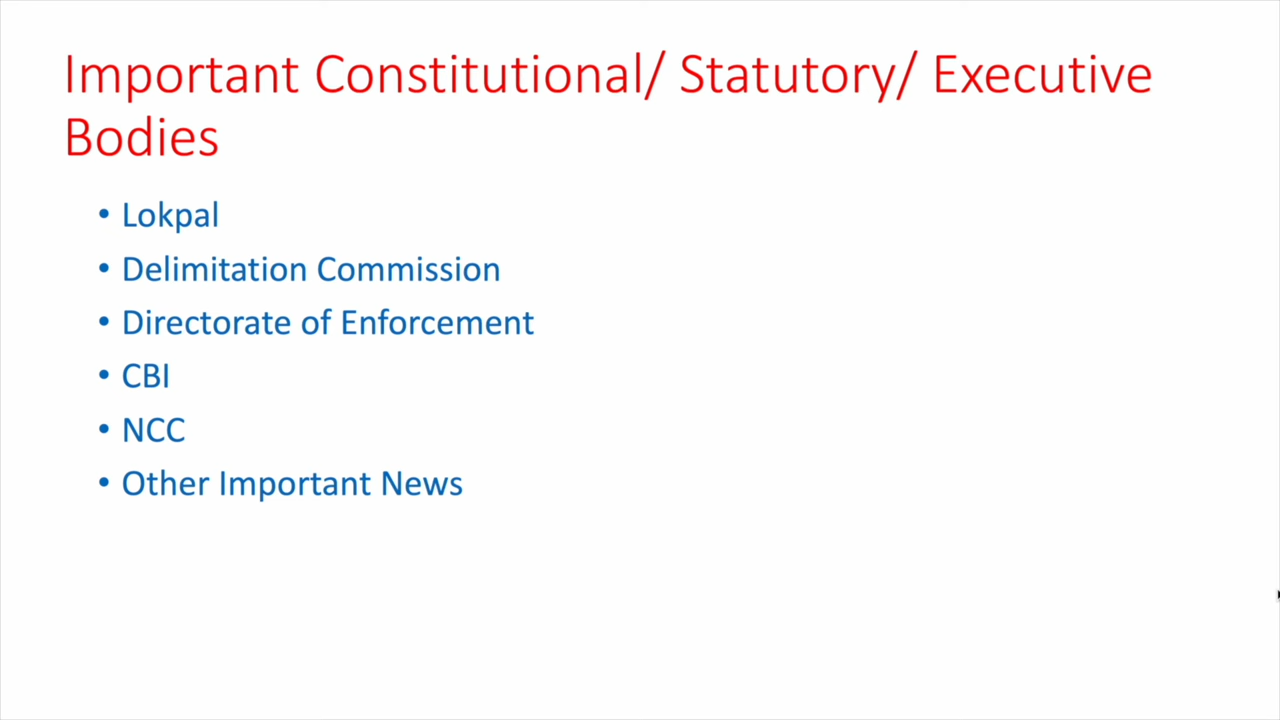 Important Constitutional/ Statutory/ Executive
Bodies
• Lokpal
• Delimitation Commission
• Directorate of Enforcement
• CBI
• NCC
• Other Important News